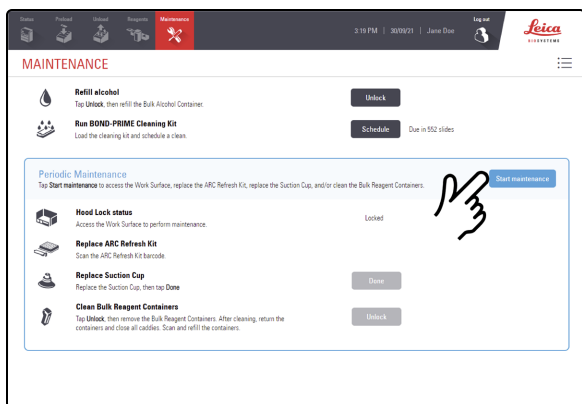 Status Preload Unload Reagents Maintenance Log out
3:19 PM | 30/09/21 | Jane Doe
Leica
BIOSYSTEMS
MAINTENANCE
Refill alcohol
Tap Unlock, then refill the Bulk Alcohol Container.
Unlock
Run BOND-PRIME Cleaning Kit
Load the cleaning kit and schedule a clean.
Schedule Due in 552 slides
Periodic Maintenance
Tap Start maintenance to access the Work Surface, replace the ARC Refresh Kit, replace the Suction Cup, and/or clean the Bulk Reagent Containers.
Start maintenance
Hood Lock status
Access the Work Surface to perform maintenance.
Locked
Replace ARC Refresh Kit
Scan the ARC Refresh Kit barcode.
Replace Suction Cup
Replace the Suction Cup, then tap Done
Done
Clean Bulk Reagent Containers
Tap Unlock, then remove the Bulk Reagent Containers. After cleaning, return the
containers and close all caddies. Scan and refill the containers.
Unlock